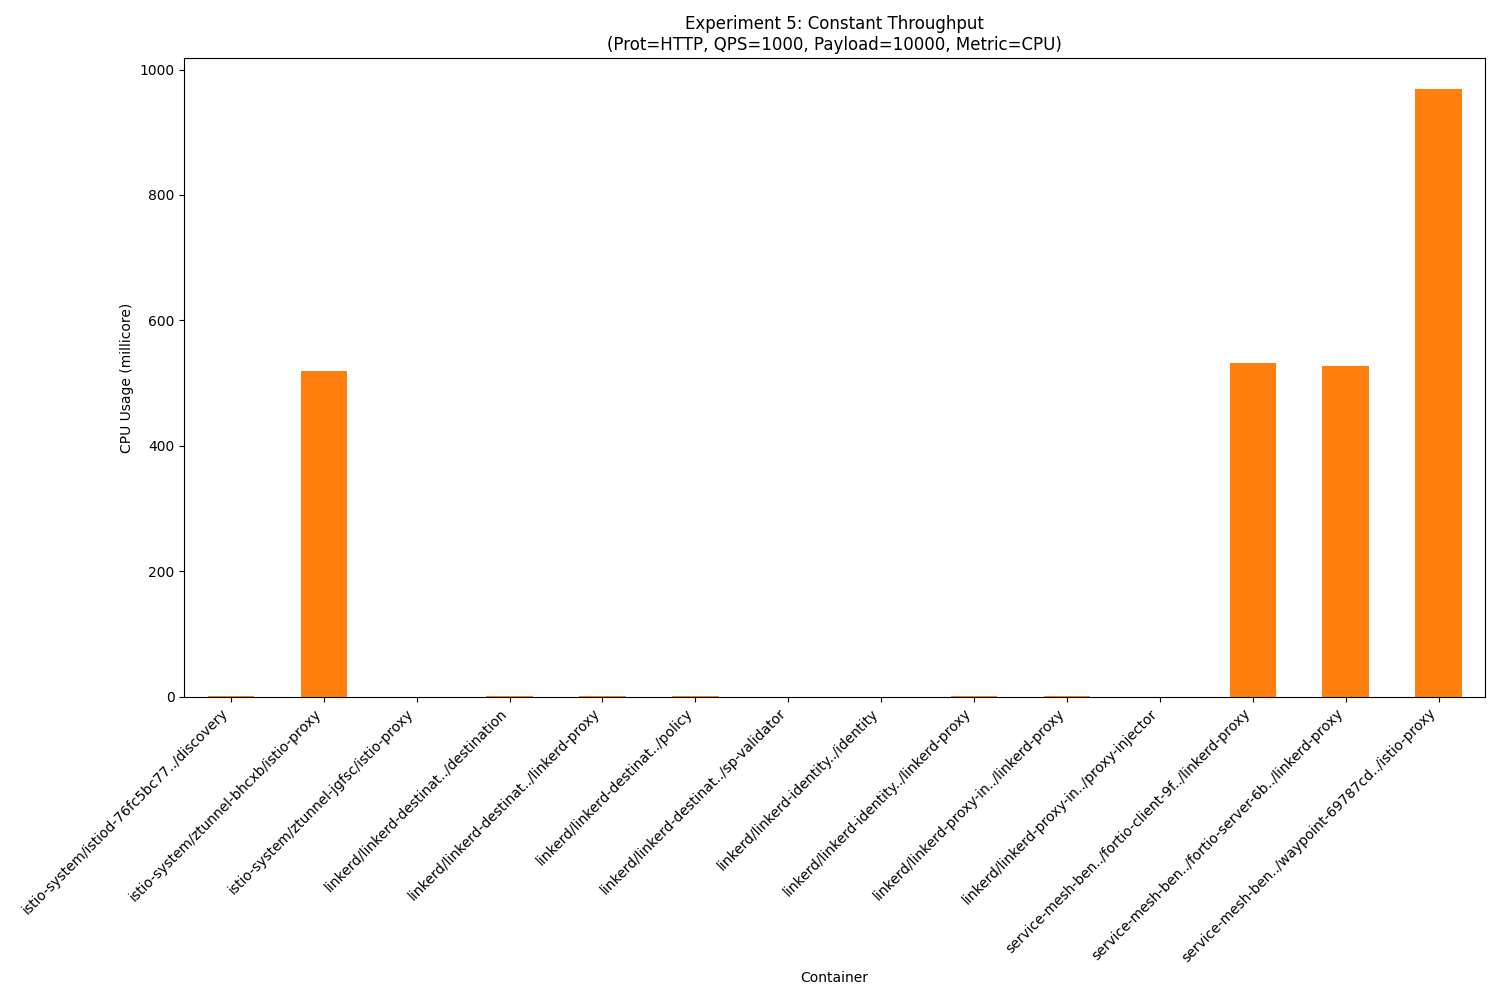 Experiment 5: Constant Throughput
(Prot=HTTP, QPS=1000, Payload=10000, Metric=CPU)
CPU Usage (millicore)
1000
800
600
400
200
0
istio-system/istiod-76fc5bc77../discovery
istio-system/ztunnel-bhcxb/istio-proxy
istio-system/ztunnel-jgfsc/istio-proxy
linkerd/linkerd-destinat../destination
linkerd/linkerd-destinat../linkerd-proxy
linkerd/linkerd-destinat../policy
linkerd/linkerd-destinat../sp-validator
linkerd/linkerd-identity../identity
linkerd/linkerd-identity../linkerd-proxy
linkerd/linkerd-proxy-in../linkerd-proxy
linkerd/linkerd-proxy-in../proxy-injector
service-mesh-ben../fortio-client-9f../linkerd-proxy
service-mesh-ben../fortio-server-6b../linkerd-proxy
service-mesh-ben../waypoint-69787cd../istio-proxy
Container